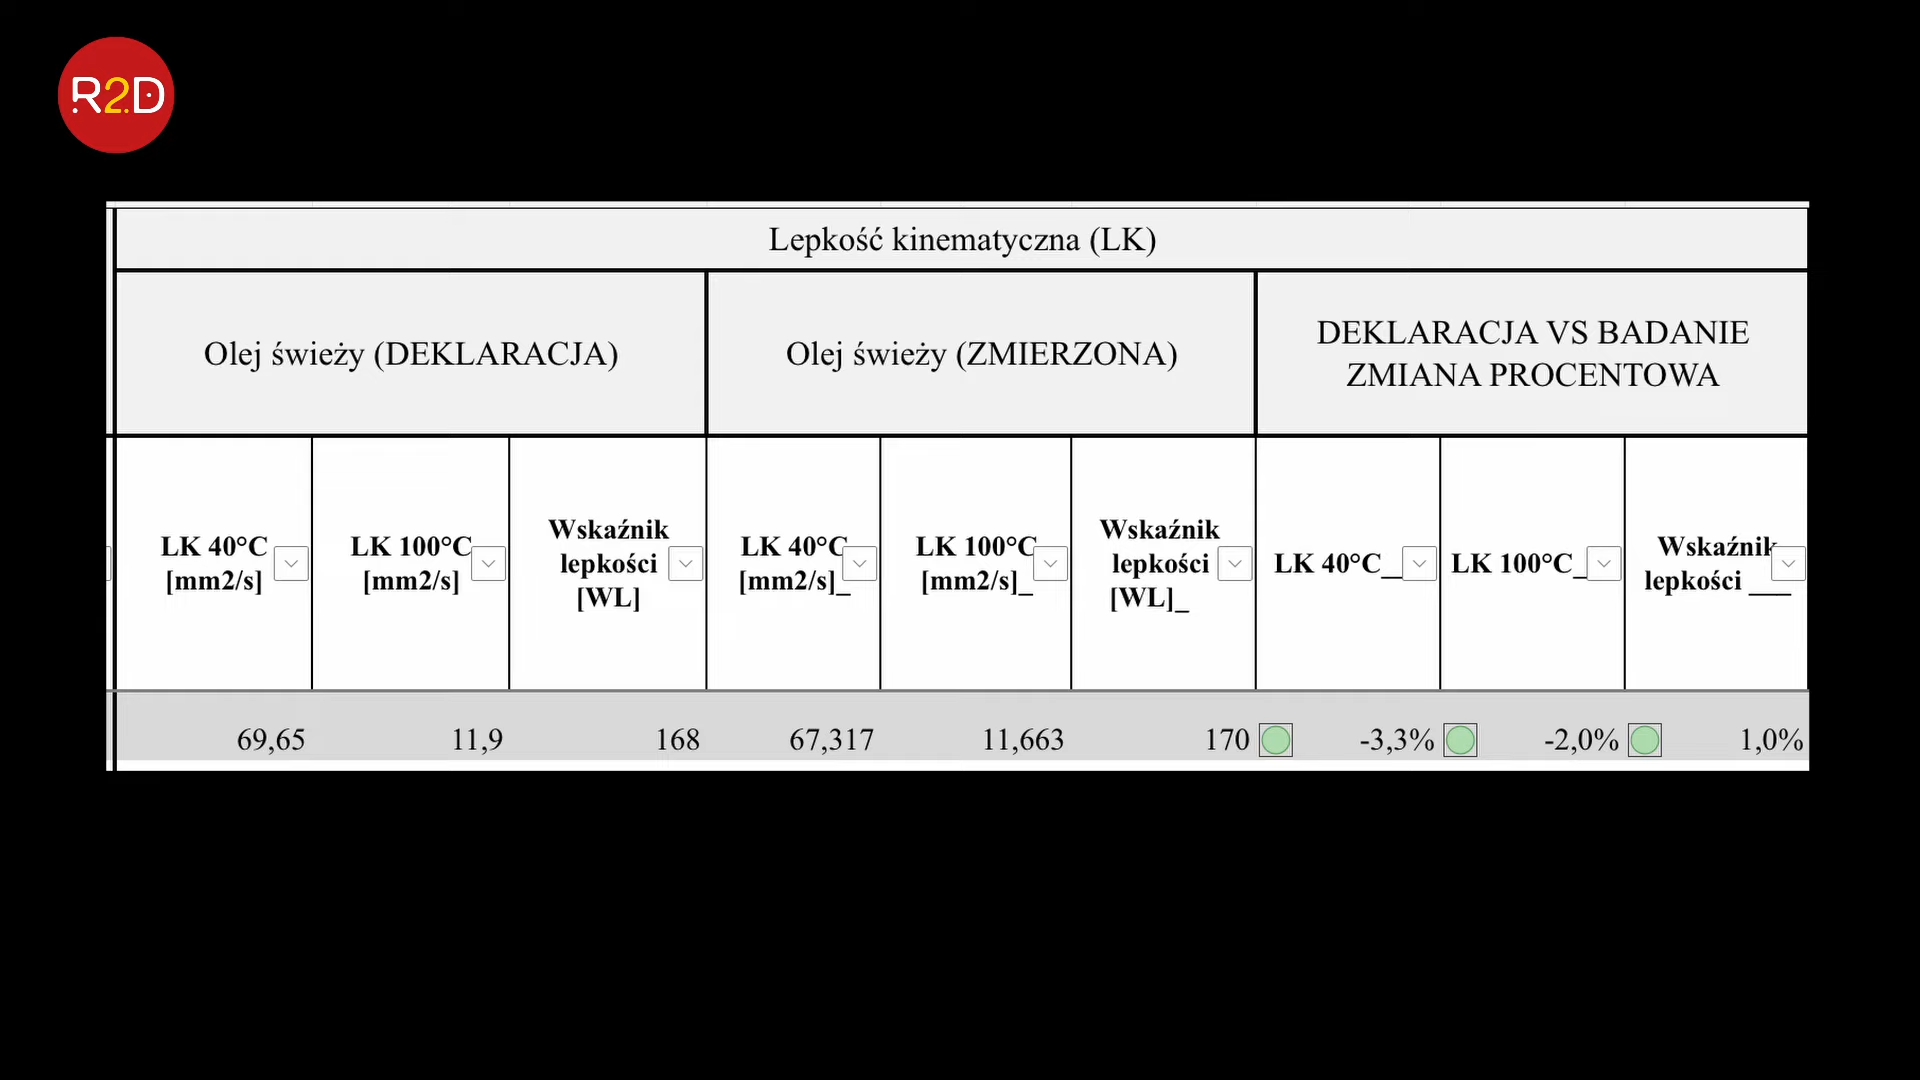 R2D
Lepkość kinematyczna (LK)
Olej świeży (DEKLARACJA)
Olej świeży (ZMIERZONA)
DEKLARACJA VS BADANIE
ZMIANA PROCENTOWA
LK 40°C
[mm2/s]
LK 100°C
[mm2/s]
Wskaźnik
lepkości
[WL]
LK 40°C
[mm2/s]_
LK 100°C
[mm2/s]_
Wskaźnik
lepkości
[WL]_
LK 40°C__
LK 100°C_
Wskaźnik
lepkości ___
69,65 11,9 168 67,317 11,663 170 -3,3% -2,0% 1,0%